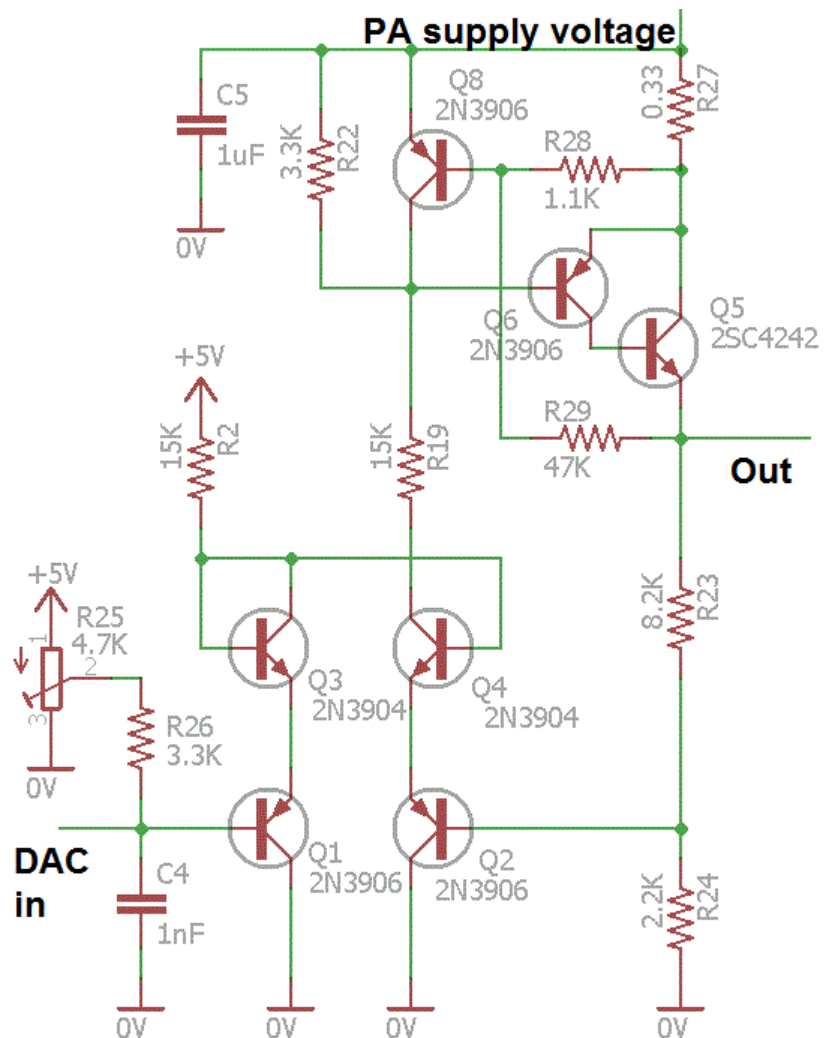 PA supply voltage
C5
1uF
0V
3.3K
R22
Q8
2N3906
0.33
R27
R28
1.1K
Q6
2N3906
Q5
2SC4242
+5V
15K
R2
15K
R19
R29
47K
Out
+5V
R25
4.7K
1
2
3
0V
R26
3.3K
Q3
2N3904
Q4
2N3904
8.2K
R23
DAC
in
C4
1nF
Q1
2N3906
Q2
2N3906
2.2K
R24
0V
0V
0V
0V